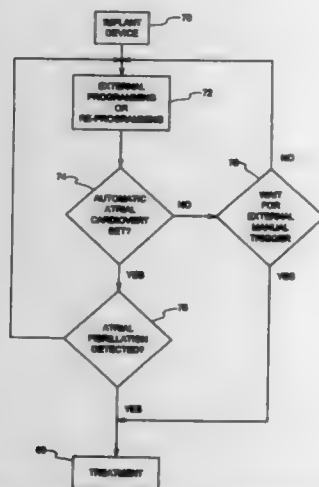 IMPLANT
DEVICE
70
EXTERNAL
PROGRAMMING
OR
RE-PROGRAMMING
72
74
AUTOMATIC
ATRIAL
CARDIOVERT
SET?
NO
YES
WAIT
FOR
EXTERNAL
MANUAL
TRIGGER
NO
YES
ATRIAL
FIBRILLATION
DETECTED?
YES
TREATMENT